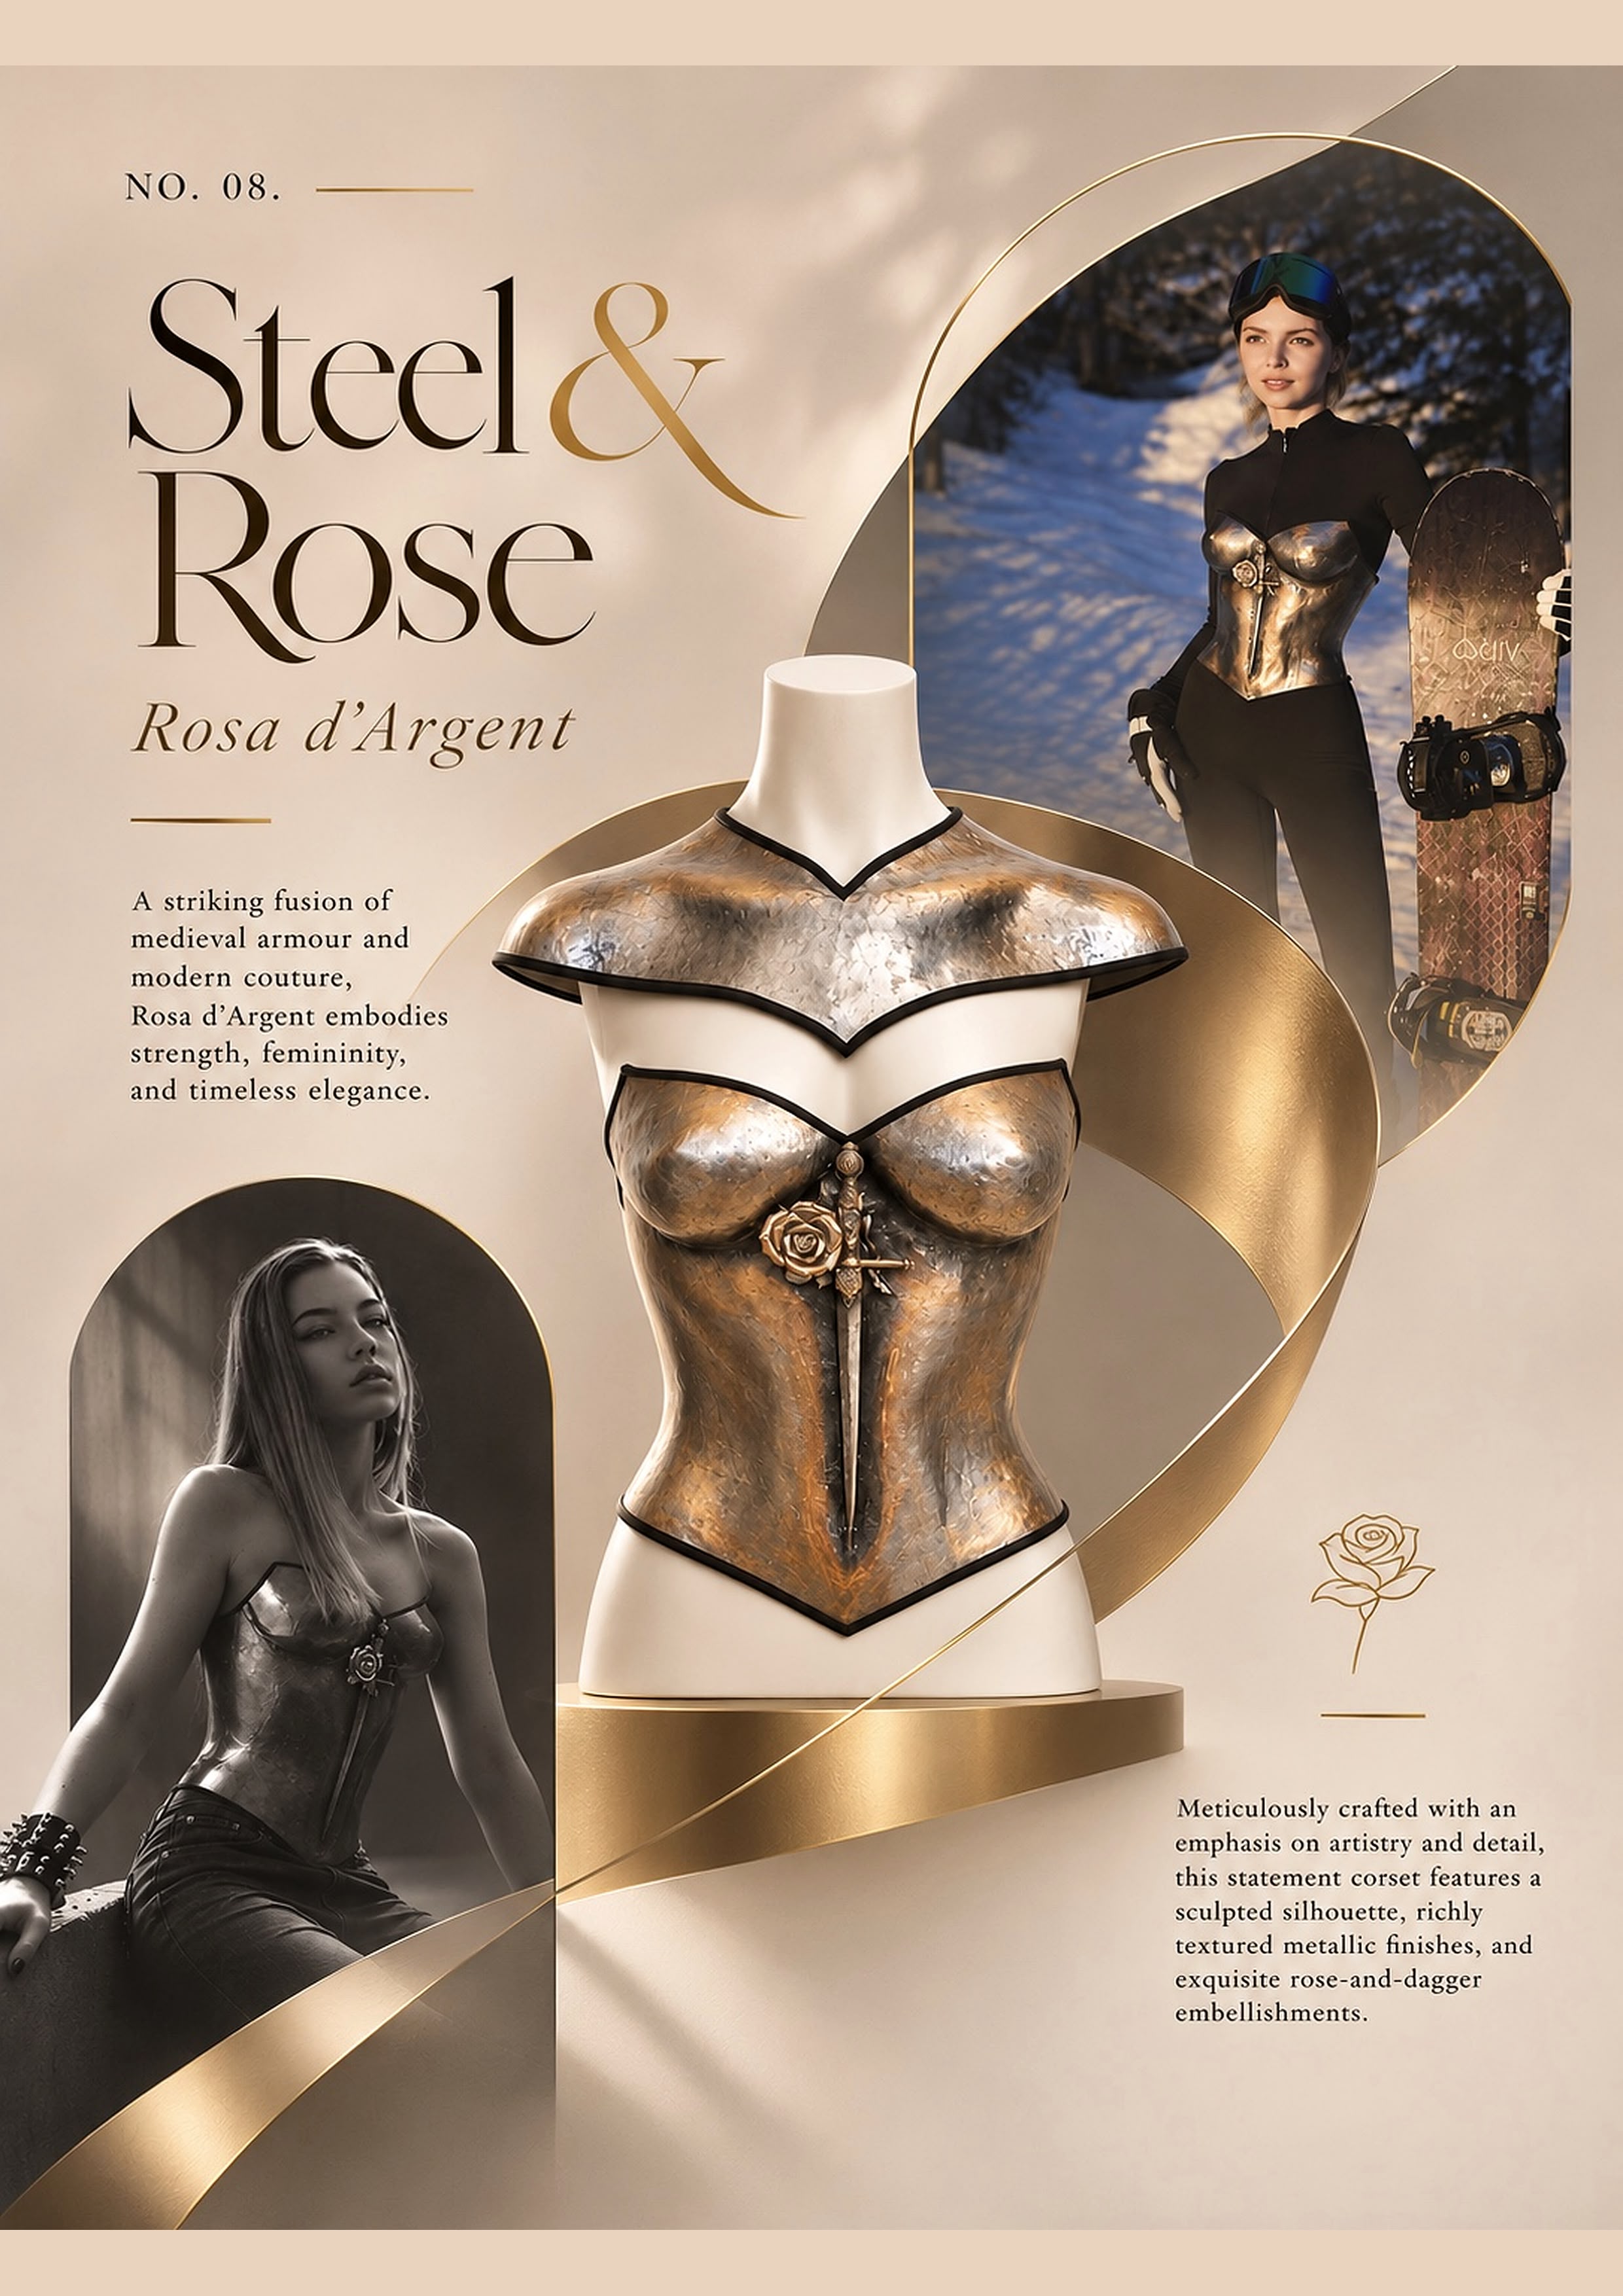 NO. 08.
Steel &
Rose
Rosa d’Argent
A striking fusion of
medieval armour and
modern couture,
Rosa d’Argent embodies
strength, femininity,
and timeless elegance.
Meticulously crafted with an
emphasis on artistry and detail,
this statement corset features a
sculpted silhouette, richly
textured metallic finishes, and
exquisite rose-and-dagger
embellishments.